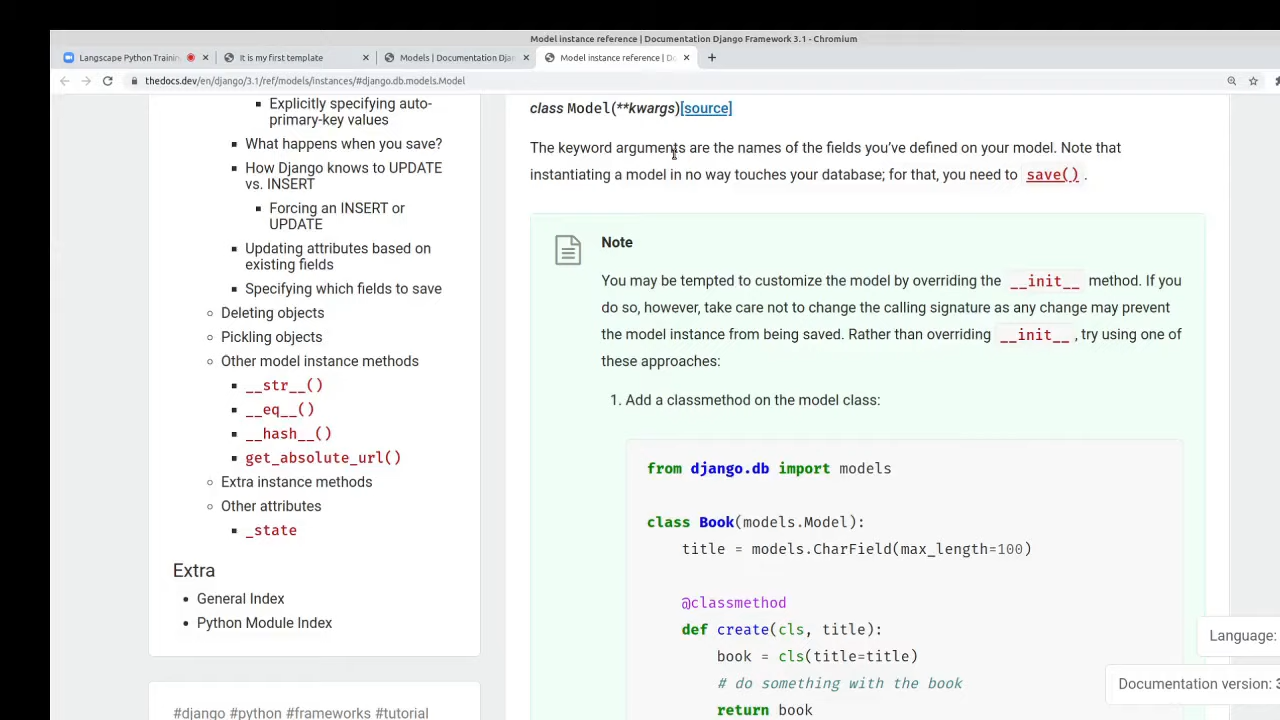 Model instance reference | Documentation Django Framework 3.1 - Chromium
Langscape Python Trainin
It is my first template
Models | Documentation Djan
Model instance reference | Do
thedocs.dev/en/django/3.1/ref/models/instances/#django.db.models.Model
Explicitly specifying auto-
primary-key values
What happens when you save?
How Django knows to UPDATE
vs. INSERT
Forcing an INSERT or
UPDATE
Updating attributes based on
existing fields
Specifying which fields to save
Deleting objects
Pickling objects
Other model instance methods
__str__()
__eq__()
__hash__()
get_absolute_url()
Extra instance methods
Other attributes
_state
Extra
General Index
Python Module Index
#django #python #frameworks #tutorial
class Model(**kwargs)[source]
The keyword arguments are the names of the fields you’ve defined on your model. Note that
instantiating a model in no way touches your database; for that, you need to save() .
Note
You may be tempted to customize the model by overriding the __init__ method. If you
do so, however, take care not to change the calling signature as any change may prevent
the model instance from being saved. Rather than overriding __init__ , try using one of
these approaches:
1. Add a classmethod on the model class:
from django.db import models
class Book(models.Model):
title = models.CharField(max_length=100)
@classmethod
def create(cls, title):
book = cls(title=title)
# do something with the book
return book
Language:
Documentation version: 3